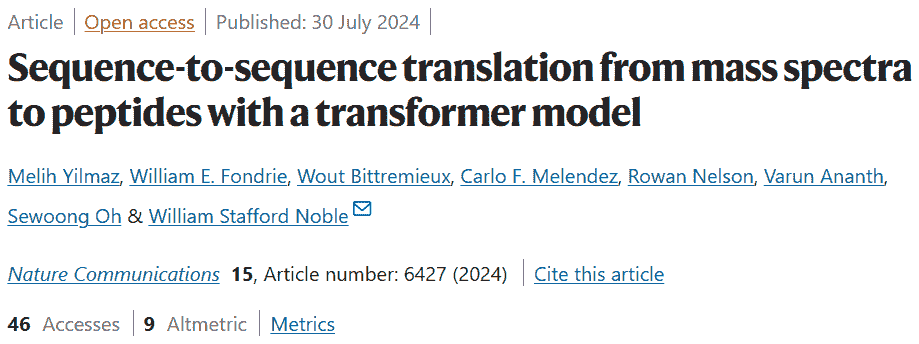 Article Open access Published: 30 July 2024
Sequence-to-sequence translation from mass spectra
to peptides with a transformer model
Melih Yilmaz, William E. Fondrie, Wout Bittremieux, Carlo F. Melendez, Rowan Nelson, Varun Ananth,
Sewoong Oh & William Stafford Noble
Nature Communications 15, Article number: 6427 (2024) Cite this article
46 Accesses 9 Altmetric Metrics